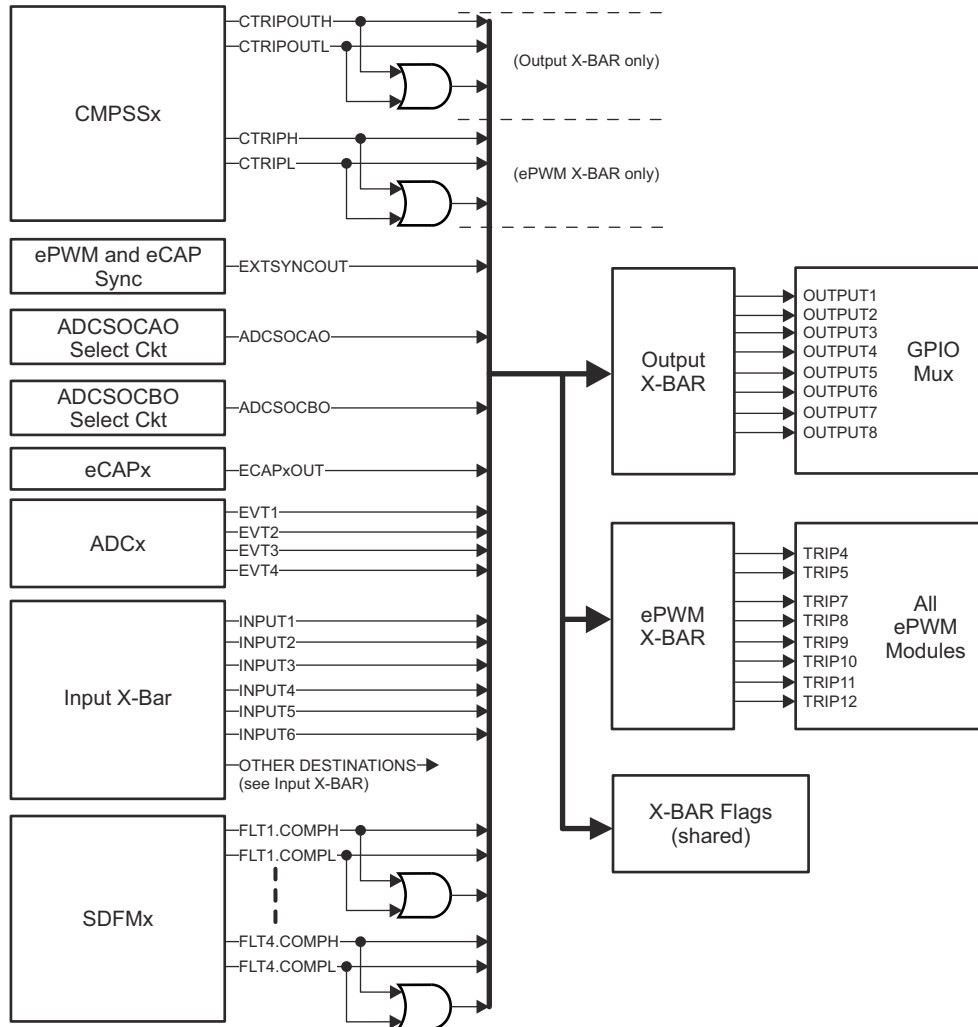 CMPSSx
CTRIPOUTH
CTRIPOUTL
(Output X-BAR only)
CTRIPH
CTRIPL
(ePWM X-BAR only)
ePWM and eCAP
Sync
EXTSYNCOUT
ADCSOCAO
Select Ckt
ADCSOCAO
ADCSOCBO
Select Ckt
ADCSOCBO
eCAPx
ECAPxOUT
ADCx
EVT1
EVT2
EVT3
EVT4
Input X-Bar
INPUT1
INPUT2
INPUT3
INPUT4
INPUT5
INPUT6
OTHER DESTINATIONS
(see Input X-BAR)
SDFMx
FLT1.COMPH
FLT1.COMPL
FLT4.COMPH
FLT4.COMPL
Output
X-BAR
OUTPUT1
OUTPUT2
OUTPUT3
OUTPUT4
OUTPUT5
OUTPUT6
OUTPUT7
OUTPUT8
GPIO
Mux
ePWM
X-BAR
TRIP4
TRIP5
TRIP7
TRIP8
TRIP9
TRIP10
TRIP11
TRIP12
All
ePWM
Modules
X-BAR Flags
(shared)